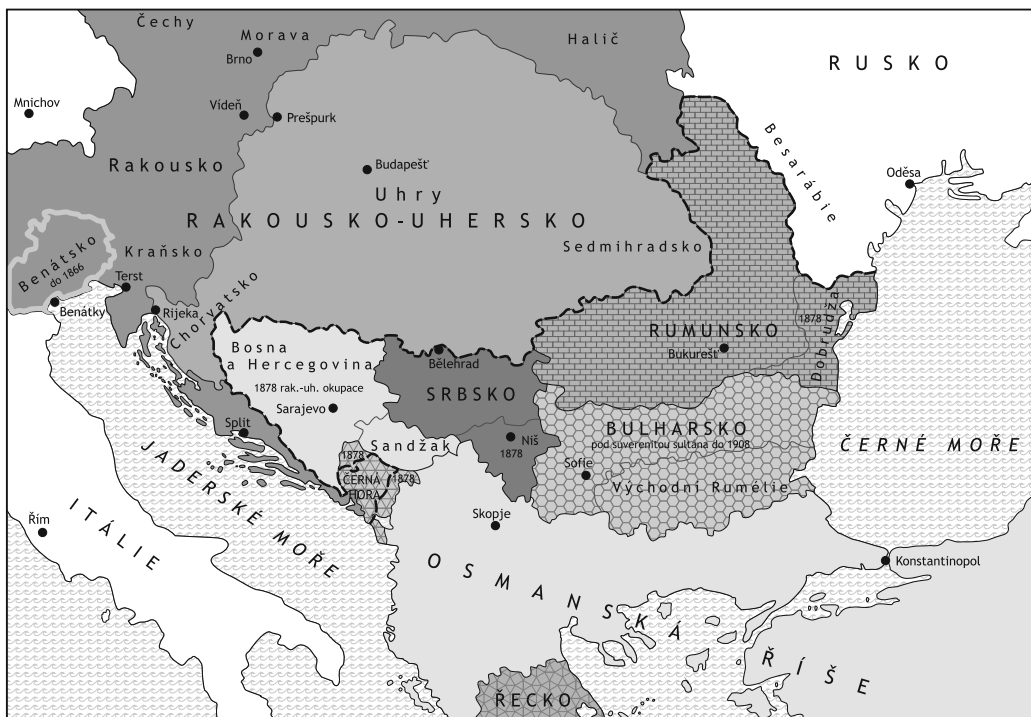 Čechy
Morava
Halič
RUSKO
Brno
Mnichov
Vídeň
Prešpurk
Besarábie
Rakousko
Budapešť
Oděsa
Uhry
RAKOUSKO-UHERSKO
Sedmihradsko
Benátsko
do 1866
Kraňsko
Terst
Benátky
Rijeka
Chorvatsko
1878
Dobrudža
RUMUNSKO
Bukurešť
Bosna
a Hercegovina
Bělehrad
1878 rak.-uh. okupace
SRBSKO
Sarajevo
BULHARSKO
pod suverenitou sultána do 1908
Split
Sandžak
Niš
1878
ČERNÉ MOŘE
1878
ČERNÁ
HORA
1878
Sofie
Východní Rumélie
JADERSKÉ MOŘE
ITÁLIE
Řím
Skopje
Konstantinopol
OSMANSKÁ
ŘÍŠE
ŘECKO